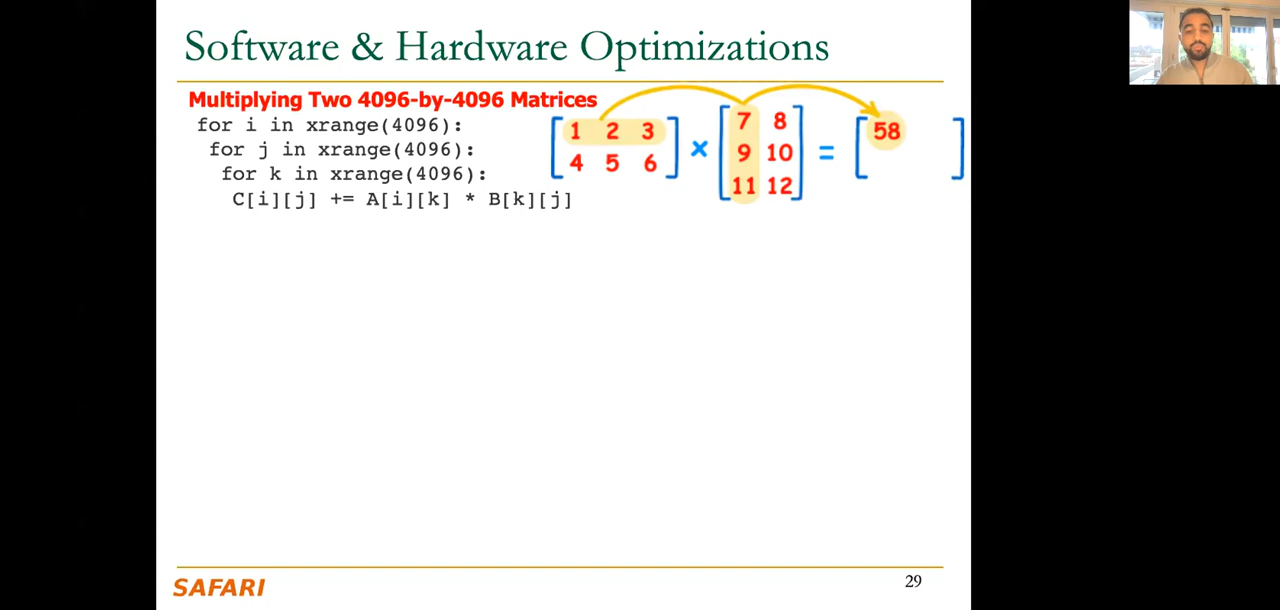 Software & Hardware Optimizations
Multiplying Two 4096-by-4096 Matrices
for i in xrange(4096):
for j in xrange(4096):
for k in xrange(4096):
C[i][j] += A[i][k] * B[k][j]
1 2 3
4 5 6
×
7 8
9 10
11 12
=
58
SAFARI
29